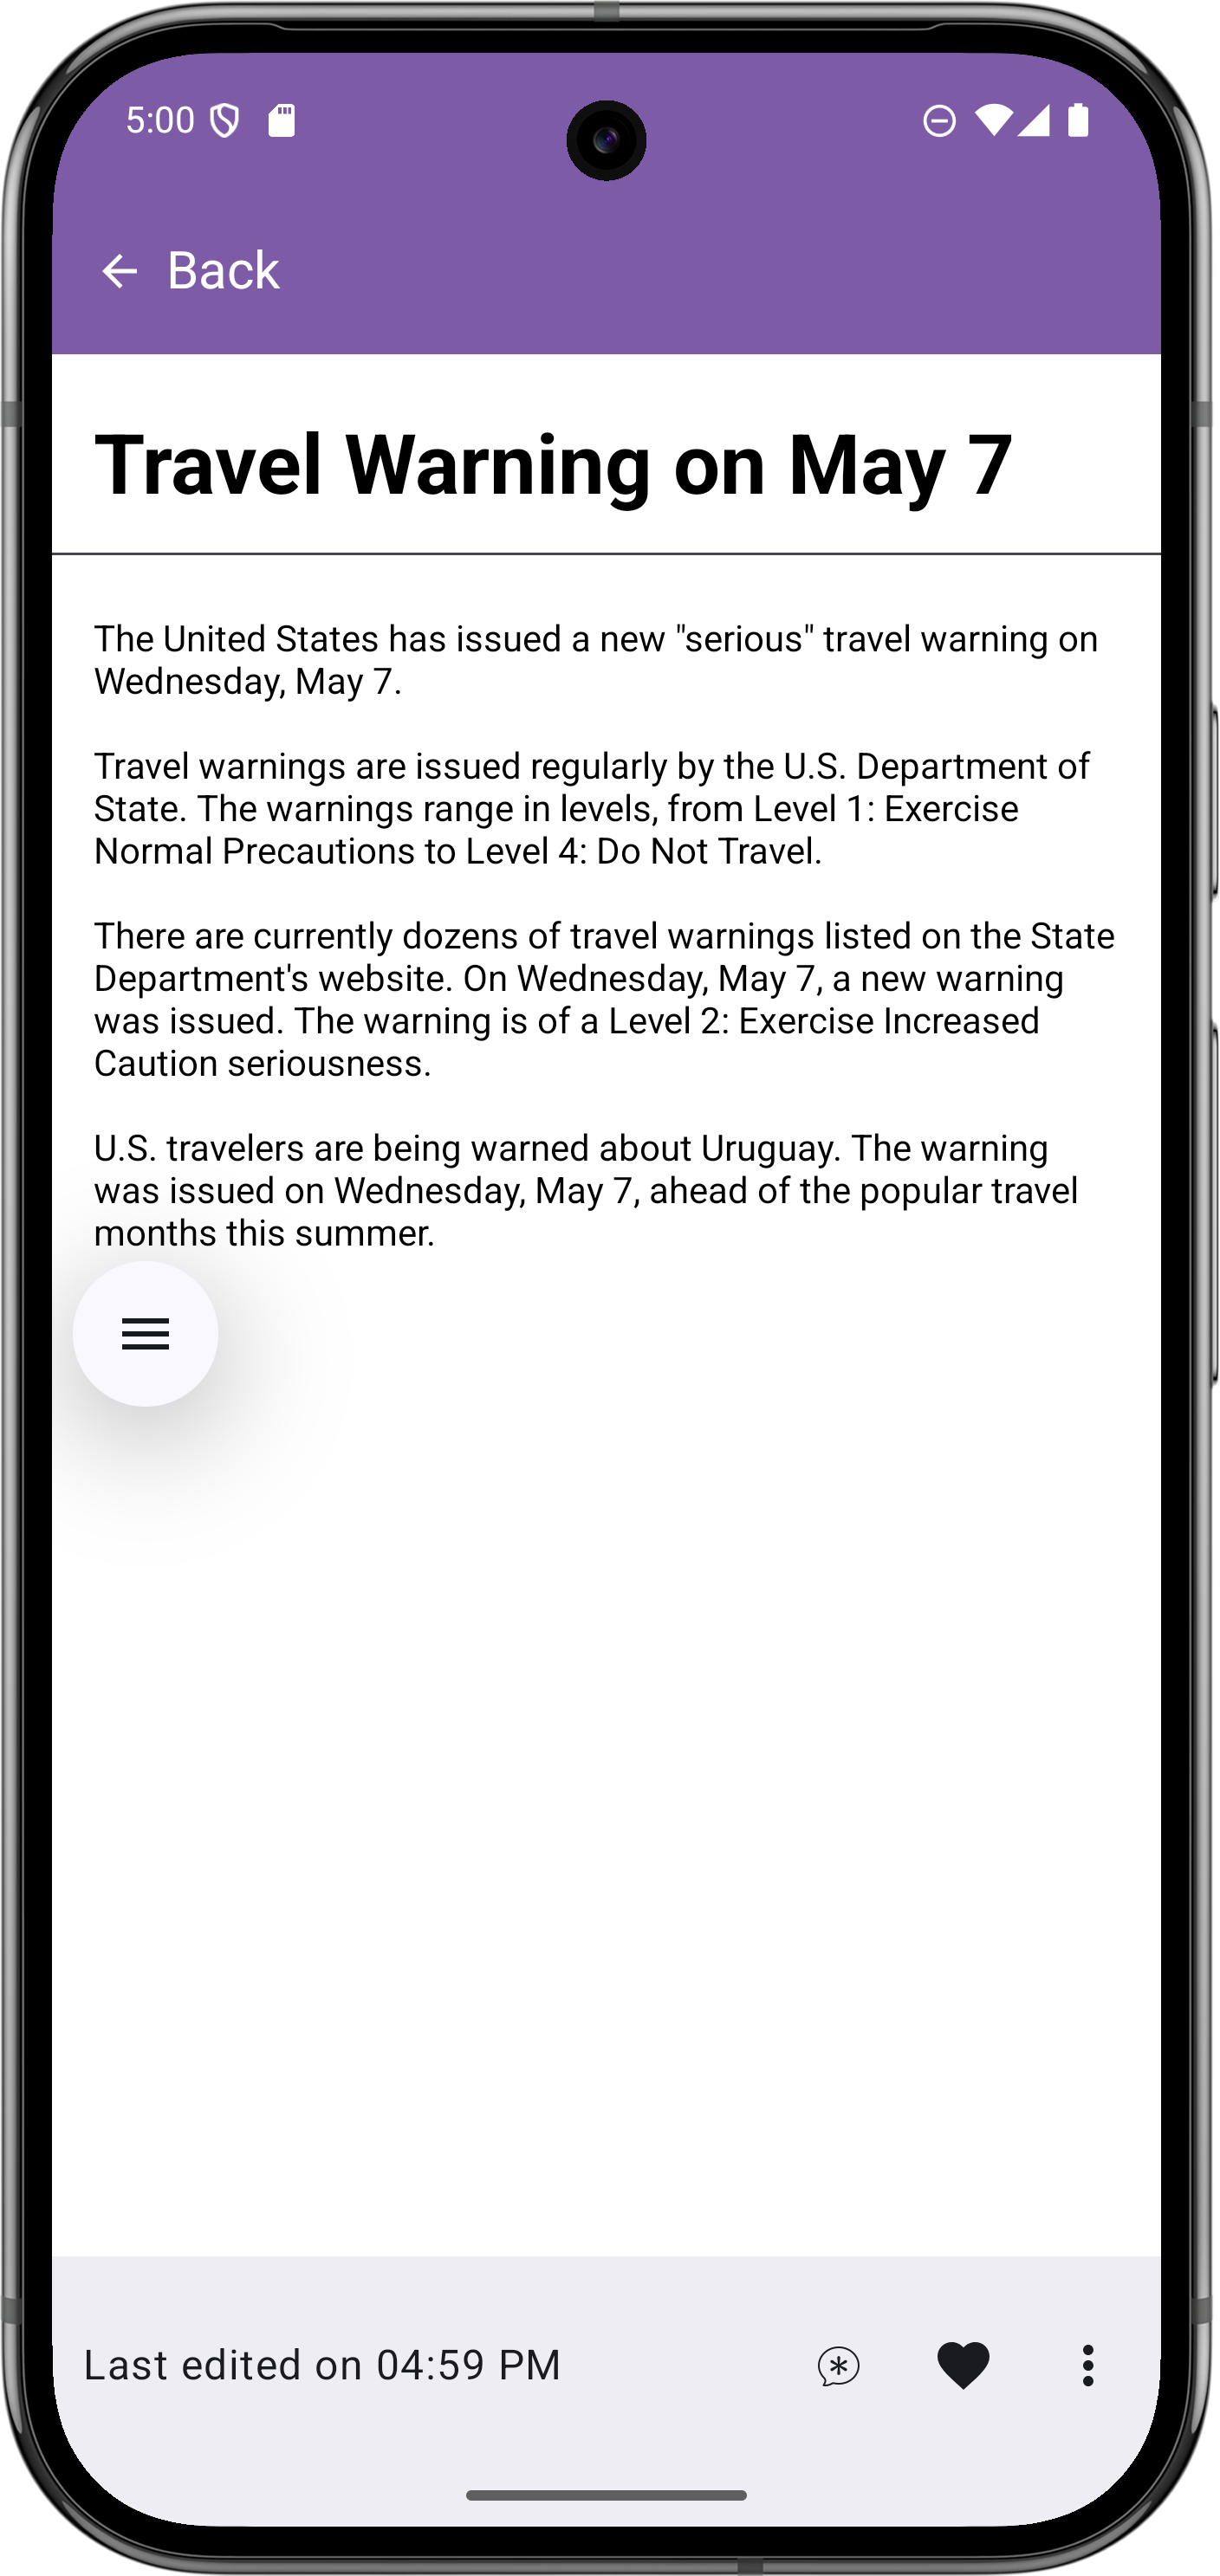 5:00
Back
Travel Warning on May 7
The United States has issued a new "serious" travel warning on
Wednesday, May 7.
Travel warnings are issued regularly by the U.S. Department of
State. The warnings range in levels, from Level 1: Exercise
Normal Precautions to Level 4: Do Not Travel.
There are currently dozens of travel warnings listed on the State
Department's website. On Wednesday, May 7, a new warning
was issued. The warning is of a Level 2: Exercise Increased
Caution seriousness.
U.S. travelers are being warned about Uruguay. The warning
was issued on Wednesday, May 7, ahead of the popular travel
months this summer.
Last edited on 04:59 PM